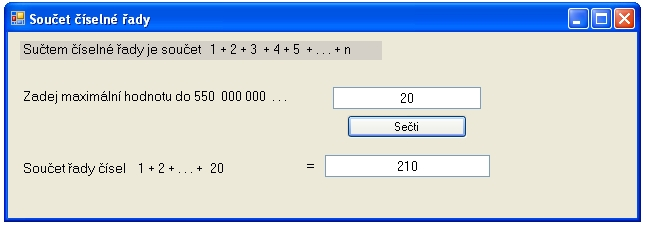 Součet číselné řady
Sučtem číselné řady je součet 1 + 2 + 3 + 4 + 5 + . . . + n
Zadej maximální hodnotu do 550 000 000 . . .
20
Sečti
Součet řady čísel 1 + 2 + . . . + 20 = 210